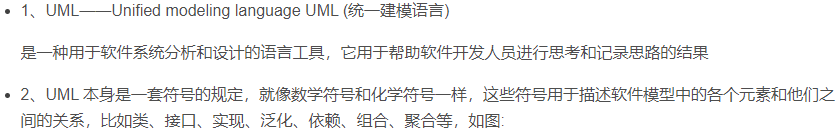 • 1、UML——Unified modeling language UML (统一建模语言)
是一种用于软件系统分析和设计的语言工具，它用于帮助软件开发人员进行思考和记录思路的结果
• 2、UML 本身是一套符号的规定，就像数学符号和化学符号一样，这些符号用于描述软件模型中的各个元素和他们之
间的关系，比如类、接口、实现、泛化、依赖、组合、聚合等，如图: